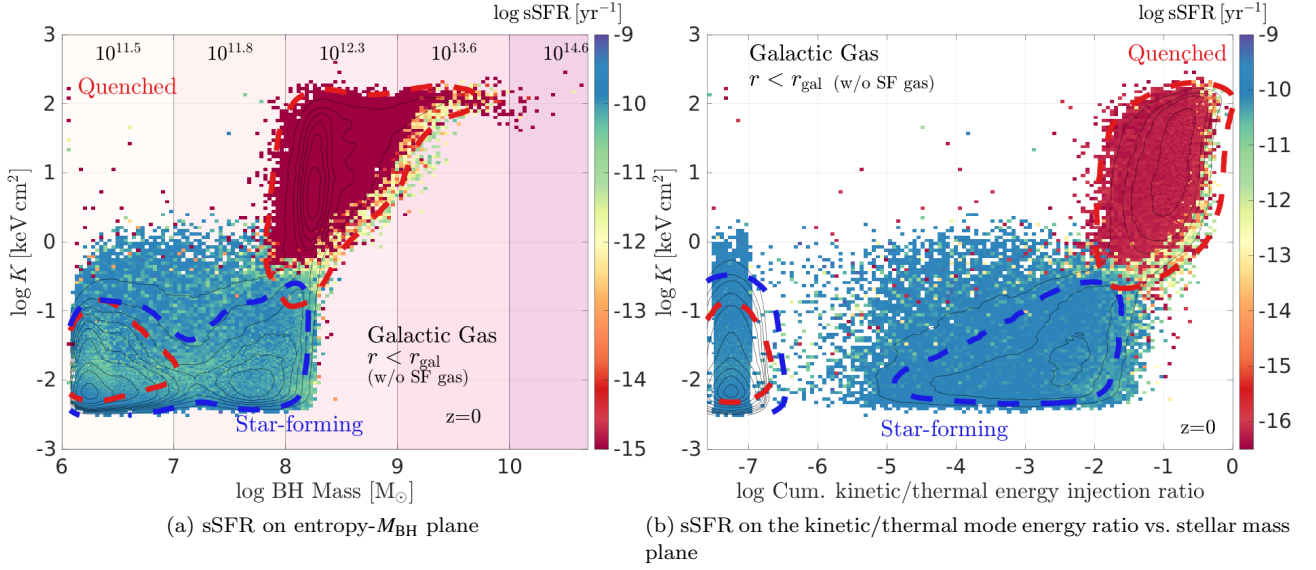 log sSFR [yr⁻¹]
3
2
1
0
-1
-2
-3
log K [keV cm²]
10^11.5 10^11.8 10^12.3 10^13.6 10^14.6
Quenched
Galactic Gas
r < r_gal
(w/o SF gas)
z=0
Star-forming
6 7 8 9 10
log BH Mass [M⊙]
-9
-10
-11
-12
-13
-14
-15
(a) sSFR on entropy-M_BH plane
log sSFR [yr⁻¹]
3
2
1
0
-1
-2
-3
log K [keV cm²]
Galactic Gas
r < r_gal (w/o SF gas)
Quenched
Star-forming
z=0
-7 -6 -5 -4 -3 -2 -1 0
log Cum. kinetic/thermal energy injection ratio
-9
-10
-11
-12
-13
-14
-15
-16
(b) sSFR on the kinetic/thermal mode energy ratio vs. stellar mass
plane